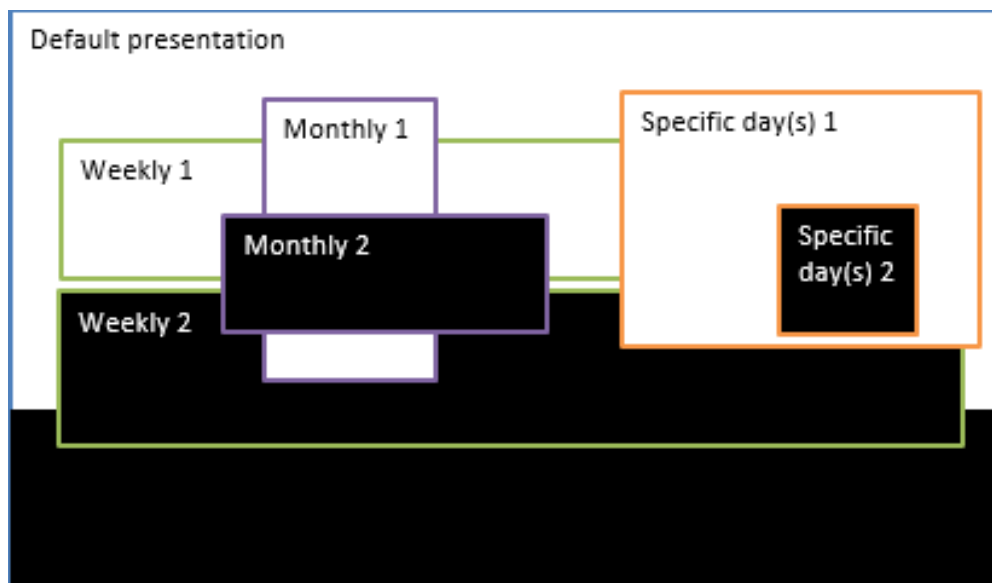 Default presentation
Monthly 1
Specific day(s) 1
Weekly 1
Monthly 2
Specific
day(s) 2
Weekly 2